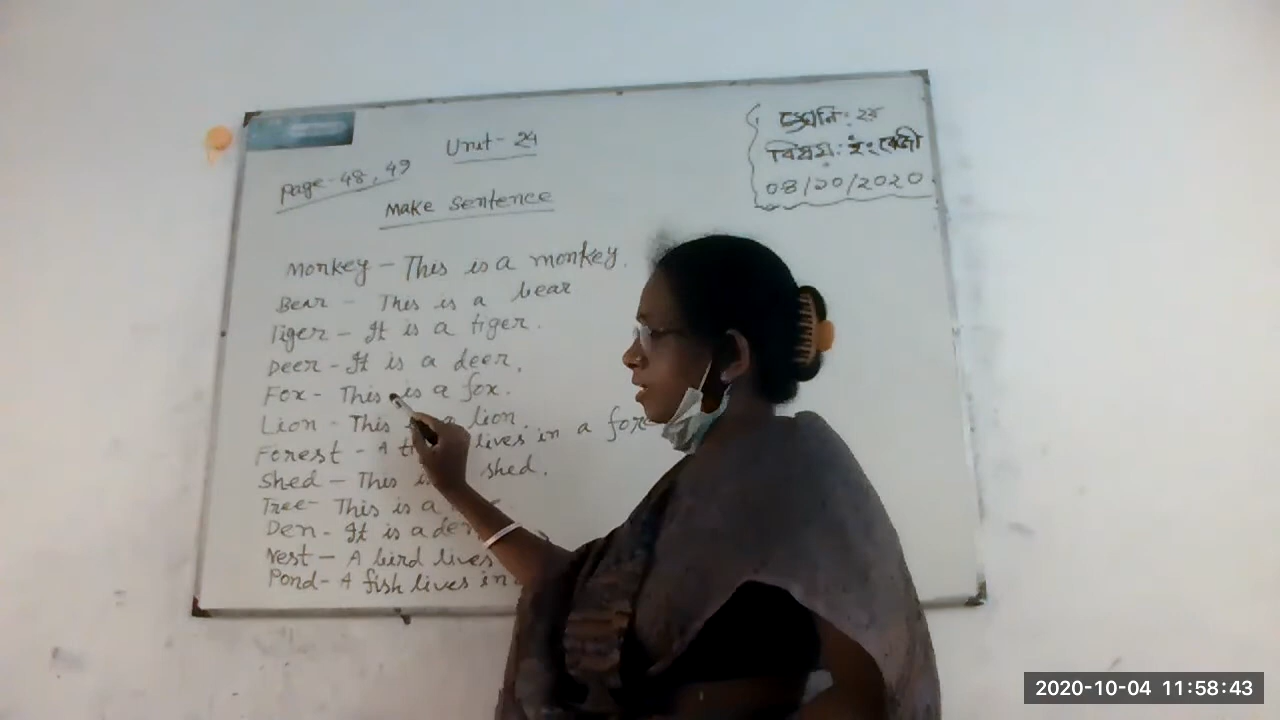 Unit - 24
Page - 48, 49
Make Sentence
শ্রেণি: ২য়
বিষয়: ইংরেজী
04/10/2020
Monkey - This is a monkey.
Bear - This is a bear
Tiger - It is a tiger.
Deer - It is a deer.
Fox - This is a fox.
Lion - This a lion.
Forest - A lives in a
Shed - This shed.
Tree - This is a
Den - It is a den
Nest - A bird lives
Pond - A fish lives in
2020-10-04 11:58:43